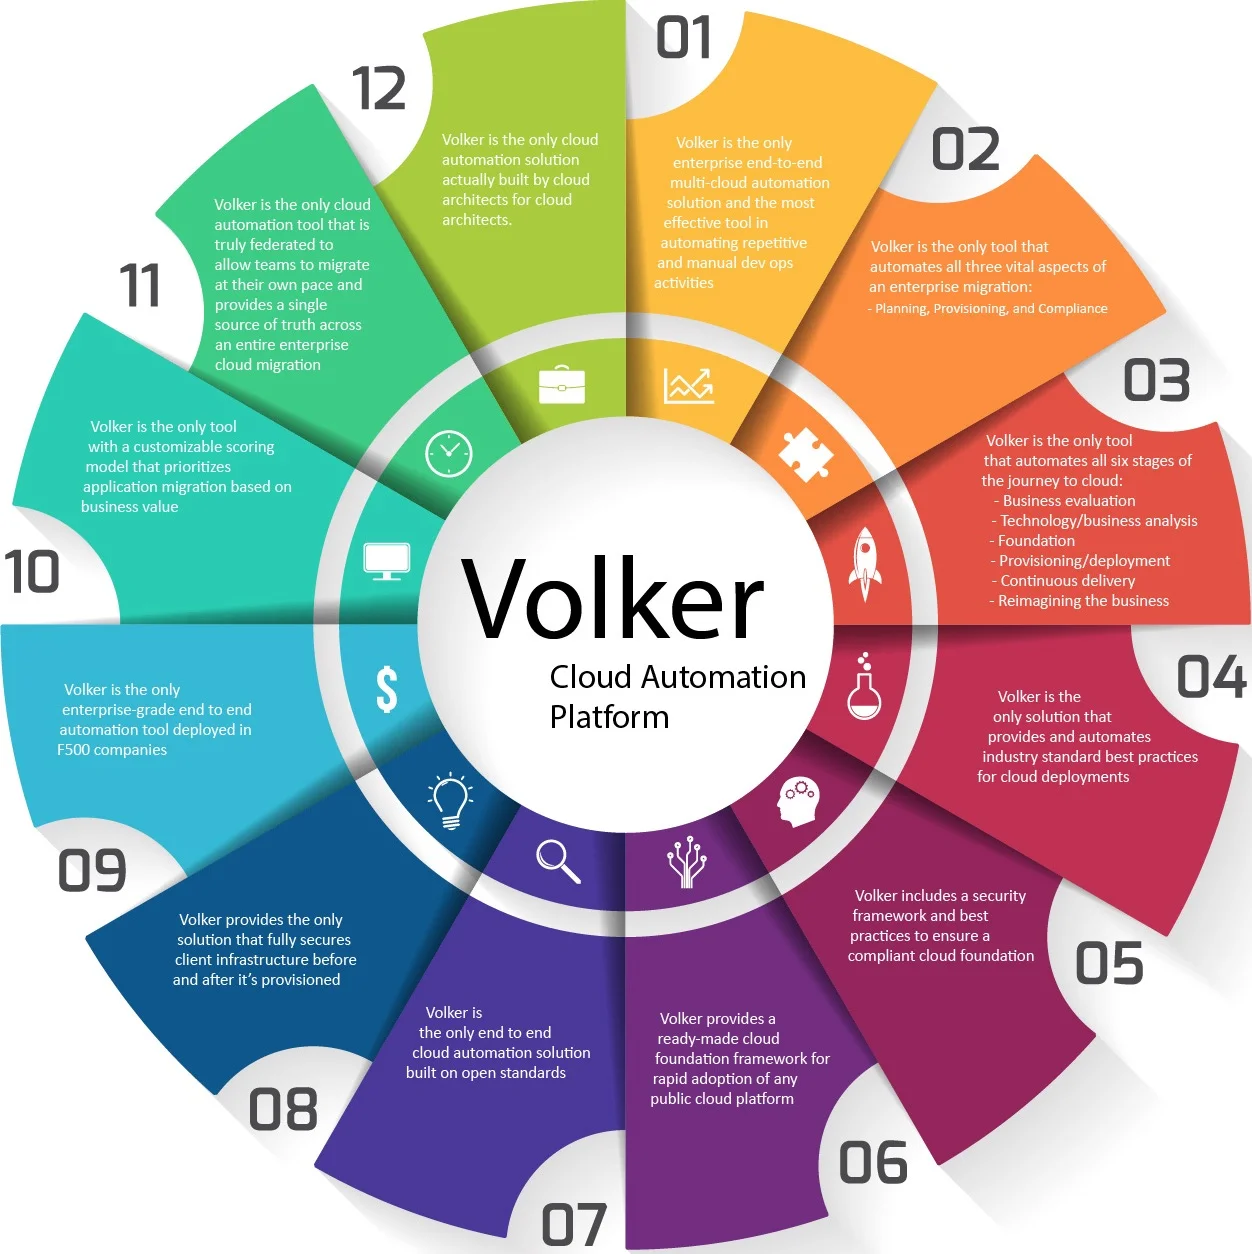 Volker
Cloud Automation
Platform
01
Volker is the only
enterprise end-to-end
multi-cloud automation
solution and the most
effective tool in
automating repetitive
and manual dev ops
activities
02
Volker is the only tool that
automates all three vital aspects of
an enterprise migration:
- Planning, Provisioning, and Compliance
03
Volker is the only tool
that automates all six stages of
the journey to cloud:
- Business evaluation
- Technology/business analysis
- Foundation
- Provisioning/deployment
- Continuous delivery
- Reimagining the business
04
Volker is the
only solution that
provides and automates
industry standard best practices
for cloud deployments
05
Volker includes a security
framework and best
practices to ensure a
compliant cloud foundation
06
Volker provides a
ready-made cloud
foundation framework for
rapid adoption of any
public cloud platform
07
Volker is
the only end to end
cloud automation solution
built on open standards
08
Volker provides the only
solution that fully secures
client infrastructure before
and after it’s provisioned
09
Volker is the only
enterprise-grade end to end
automation tool deployed in
F500 companies
$
10
Volker is the only tool
with a customizable scoring
model that prioritizes
application migration based on
business value
11
Volker is the only cloud
automation tool that is
truly federated to
allow teams to migrate
at their own pace and
provides a single
source of truth across
an entire enterprise
cloud migration
12
Volker is the only cloud
automation solution
actually built by cloud
architects for cloud
architects.